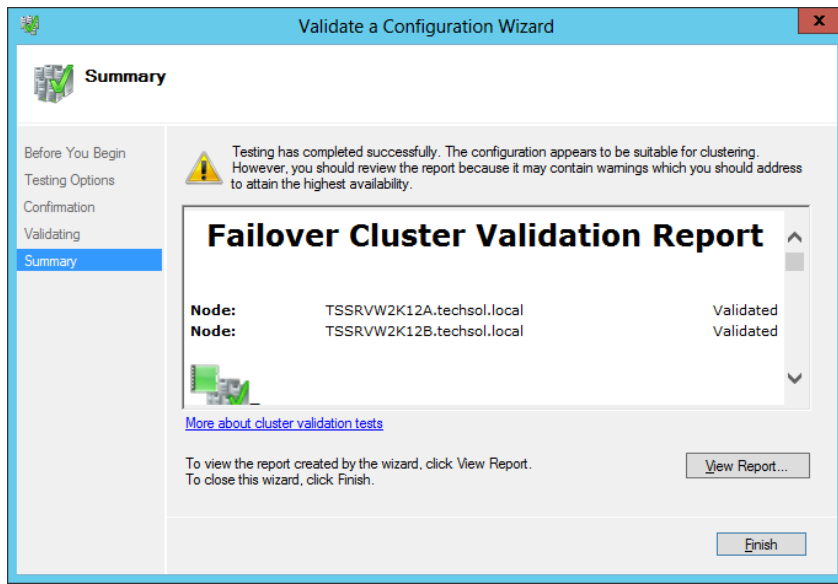 Validate a Configuration Wizard
x
Summary
Before You Begin
Testing Options
Confirmation
Validating
Summary
Testing has completed successfully. The configuration appears to be suitable for clustering.
However, you should review the report because it may contain warnings which you should address
to attain the highest availability.
Failover Cluster Validation Report
Node: TSSRVW2K12A.techsol.local Validated
Node: TSSRVW2K12B.techsol.local Validated
More about cluster validation tests
To view the report created by the wizard, click View Report.
To close this wizard, click Finish.
View Report...
Finish